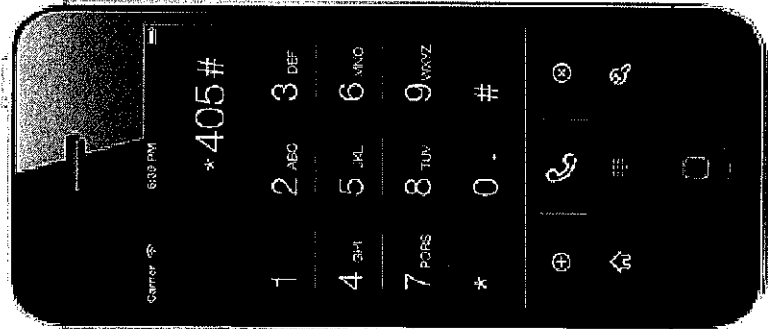 Carrier 6:39 PM
*405#
1 2 ABC 3 DEF
4 GHI 5 JKL 6 MNO
7 PQRS 8 TUV 9 WXYZ
* 0 + #